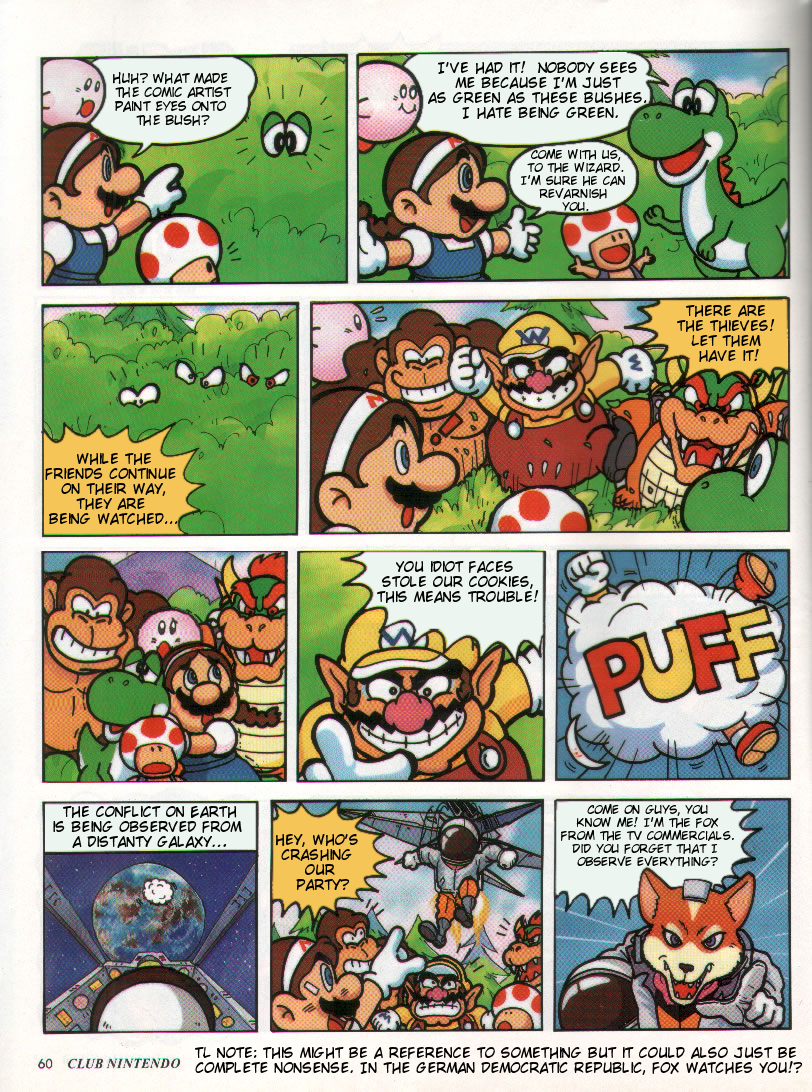 HUH? WHAT MADE
THE COMIC ARTIST
PAINT EYES ONTO
THE BUSH?
I'VE HAD IT! NOBODY SEES
ME BECAUSE I'M JUST
AS GREEN AS THESE BUSHES.
I HATE BEING GREEN.
COME WITH US,
TO THE WIZARD.
I'M SURE HE CAN
REVARNISH
YOU.
WHILE THE
FRIENDS CONTINUE
ON THEIR WAY,
THEY ARE
BEING WATCHED...
THERE ARE
THE THIEVES!
LET THEM
HAVE IT!
YOU IDIOT FACES
STOLE OUR COOKIES,
THIS MEANS TROUBLE!
PUFF
THE CONFLICT ON EARTH
IS BEING OBSERVED FROM
A DISTANTY GALAXY...
HEY, WHO'S
CRASHING
OUR
PARTY?
COME ON GUYS, YOU
KNOW ME! I'M THE FOX
FROM THE TV COMMERCIALS.
DID YOU FORGET THAT I
OBSERVE EVERYTHING?
60 CLUB NINTENDO
TL NOTE: THIS MIGHT BE A REFERENCE TO SOMETHING BUT IT COULD ALSO JUST BE
COMPLETE NONSENSE. IN THE GERMAN DEMOCRATIC REPUBLIC, FOX WATCHES YOU!?